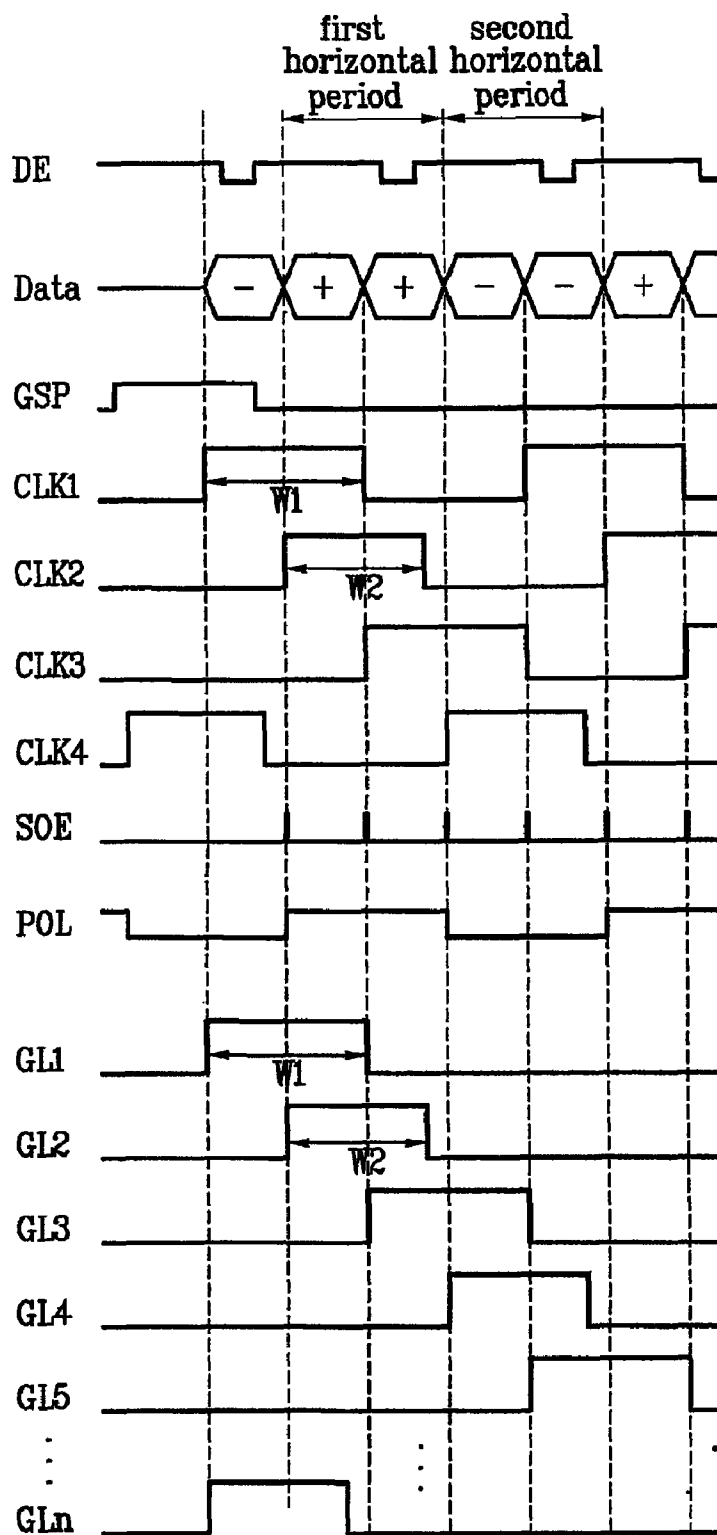 first horizontal period
second horizontal period
DE
Data - + + - - +
GSP
CLK1
W1
CLK2
W2
CLK3
CLK4
SOE
POL
GL1
W1
GL2
W2
GL3
GL4
GL5
GLn